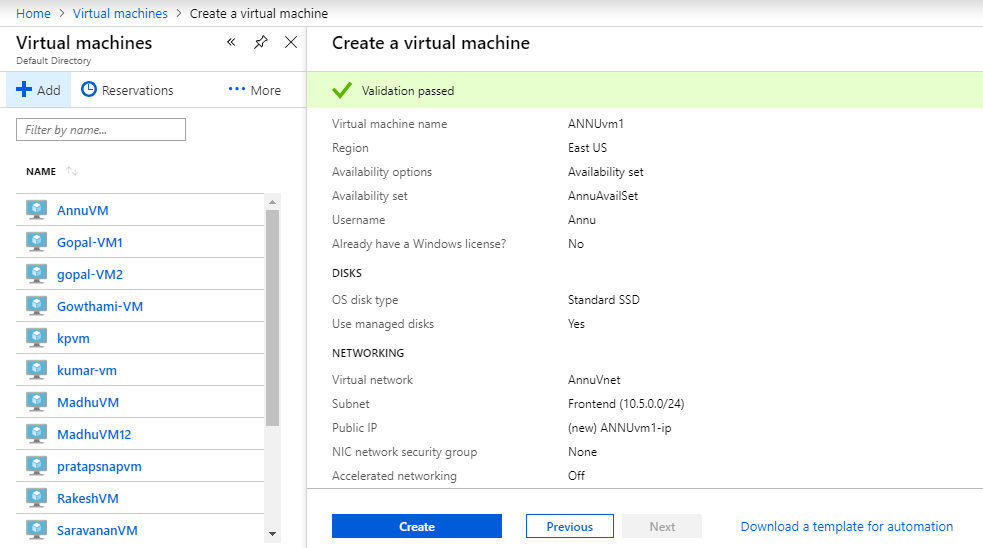 Home > Virtual machines > Create a virtual machine
Virtual machines
Default Directory
Add Reservations ••• More
Filter by name...
NAME
AnnuVM
Gopal-VM1
gopal-VM2
Gowthami-VM
kpvm
kumar-vm
MadhuVM
MadhuVM12
pratapsnapvm
RakeshVM
SaravananVM
Create a virtual machine
Validation passed
Virtual machine name ANNUvm1
Region East US
Availability options Availability set
Availability set AnnuAvailSet
Username Annu
Already have a Windows license? No
DISKS
OS disk type Standard SSD
Use managed disks Yes
NETWORKING
Virtual network AnnuVnet
Subnet Frontend (10.5.0.0/24)
Public IP (new) ANNUvm1-ip
NIC network security group None
Accelerated networking Off
Create Previous Next Download a template for automation